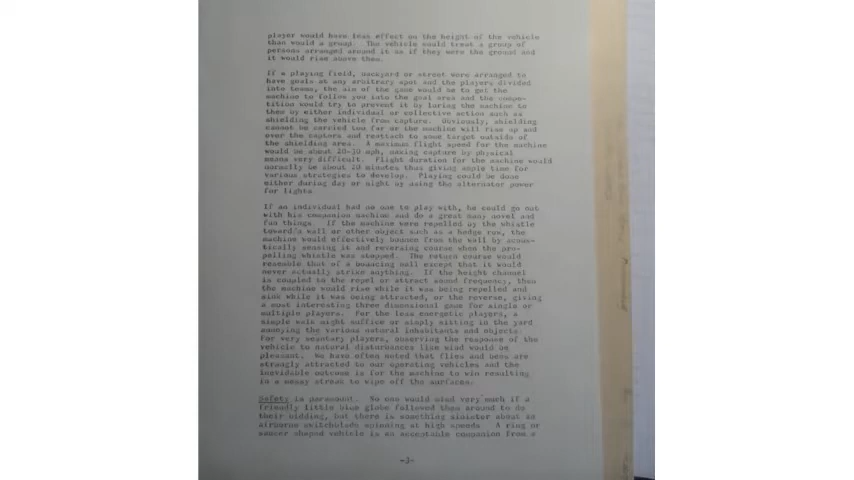 player would have less effect on the height of the vehicle
than would a group. The vehicle would treat a group of
persons arranged around it as if they were the ground and
it would rise above them.
If a playing field, backyard or street were arranged to
have goals at any arbitrary spot and the players divided
into teams, the aim of the game would be to get the
machine to follow you into the goal area and the compe-
tition would try to prevent it by luring the machine to
them by either individual or collective action such as
shielding the vehicle from capture. Obviously, shielding
cannot be carried too far as the machine will rise up and
over the captors and reattach to some target outside of
the shielding area. A maximum flight speed for the machine
would be about 20-30 mph, making capture by physical
means very difficult. Flight duration for the machine would
normally be about 20 minutes thus giving ample time for
various strategies to develop. Playing could be done
either during day or night by using the alternator power
for lights
If an individual had no one to play with, he could go out
with his companion machine and do a great many novel and
fun things. If the machine were repelled by the whistle
toward a wall or other object such as a hedge row, the
machine would effectively bounce from the wall by acous-
tically sensing it and reversing course when the pro-
pelling whistle was stopped. The return course would
resemble that of a bouncing ball except that it would
never actually strike anything. If the height channel
is coupled to the repel or attract sound frequency, then
the machine would rise while it was being repelled and
sink while it was being attracted, or the reverse, giving
a most interesting three dimensional game for single or
multiple players. For the less energetic players, a
simple walk might suffice or simply sitting in the yard
annoying the various natural inhabitants and objects.
For very sedentary players, observing the response of the
vehicle to natural disturbances like wind would be
pleasant. We have often noted that flies and bees are
strongly attracted to our operating vehicles and the
inevitable outcome is for the machine to win resulting
in a messy streak to wipe off the surfaces.
Safety is paramount. No one would mind very much if a
friendly little blue globe followed them around to do
their bidding, but there is something sinister about an
airborne switchblade spinning at high speeds. A ring or
saucer shaped vehicle is an acceptable companion from a
-3-